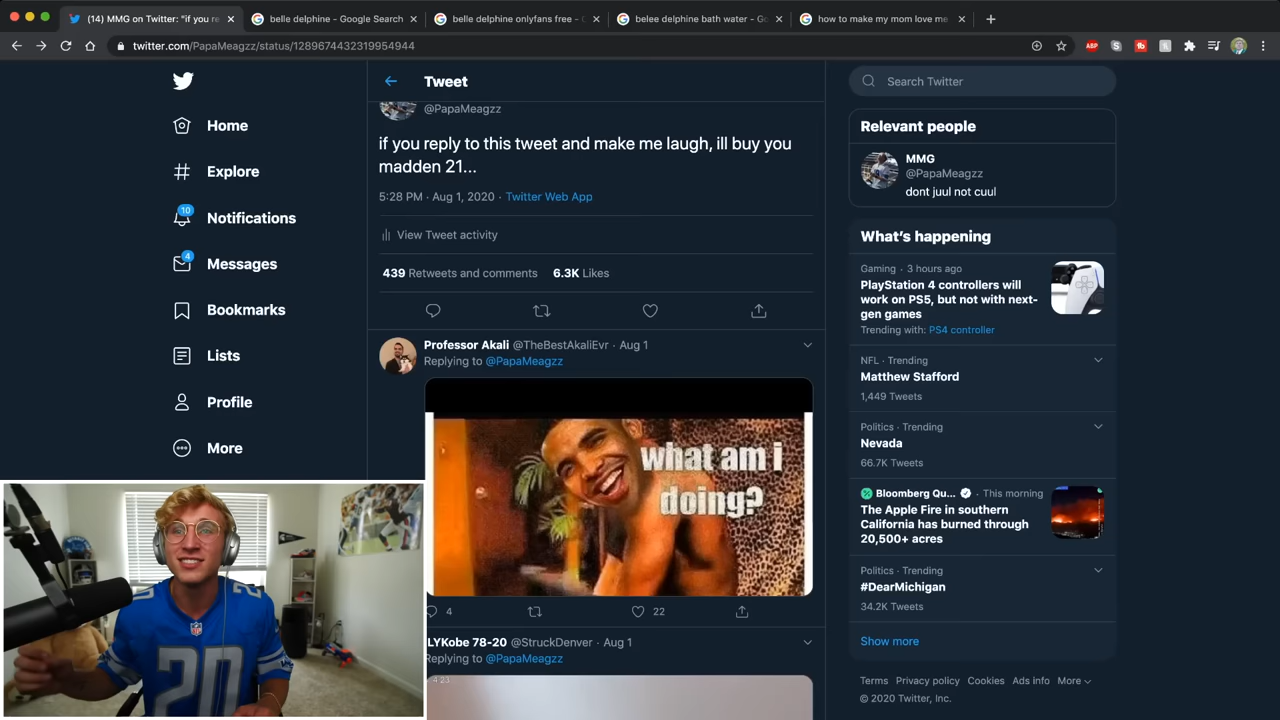 (14) MMG on Twitter: "if you re
belle delphine - Google Search
belle delphine onlyfans free - G
belee delphine bath water - Go
how to make my mom love me
twitter.com/PapaMeagzz/status/1289674432319954944
ABP
Tweet
@PapaMeagzz
if you reply to this tweet and make me laugh, ill buy you
madden 21...
5:28 PM · Aug 1, 2020 · Twitter Web App
View Tweet activity
439 Retweets and comments 6.3K Likes
Professor Akali @TheBestAkaliEvr · Aug 1
Replying to @PapaMeagzz
what am i
doing?
4 22
LYKobe 78-20 @StruckDenver · Aug 1
Replying to @PapaMeagzz
4:23
Home
Explore
10
Notifications
4
Messages
Bookmarks
Lists
Profile
More
20
Search Twitter
Relevant people
MMG
@PapaMeagzz
dont juul not cuul
What's happening
Gaming · 3 hours ago
PlayStation 4 controllers will
work on PS5, but not with next-
gen games
Trending with: PS4 controller
NFL · Trending
Matthew Stafford
1,449 Tweets
Politics · Trending
Nevada
66.7K Tweets
Bloomberg Qu... · This morning
The Apple Fire in southern
California has burned through
20,500+ acres
Politics · Trending
#DearMichigan
34.2K Tweets
Show more
Terms Privacy policy Cookies Ads info More
© 2020 Twitter, Inc.